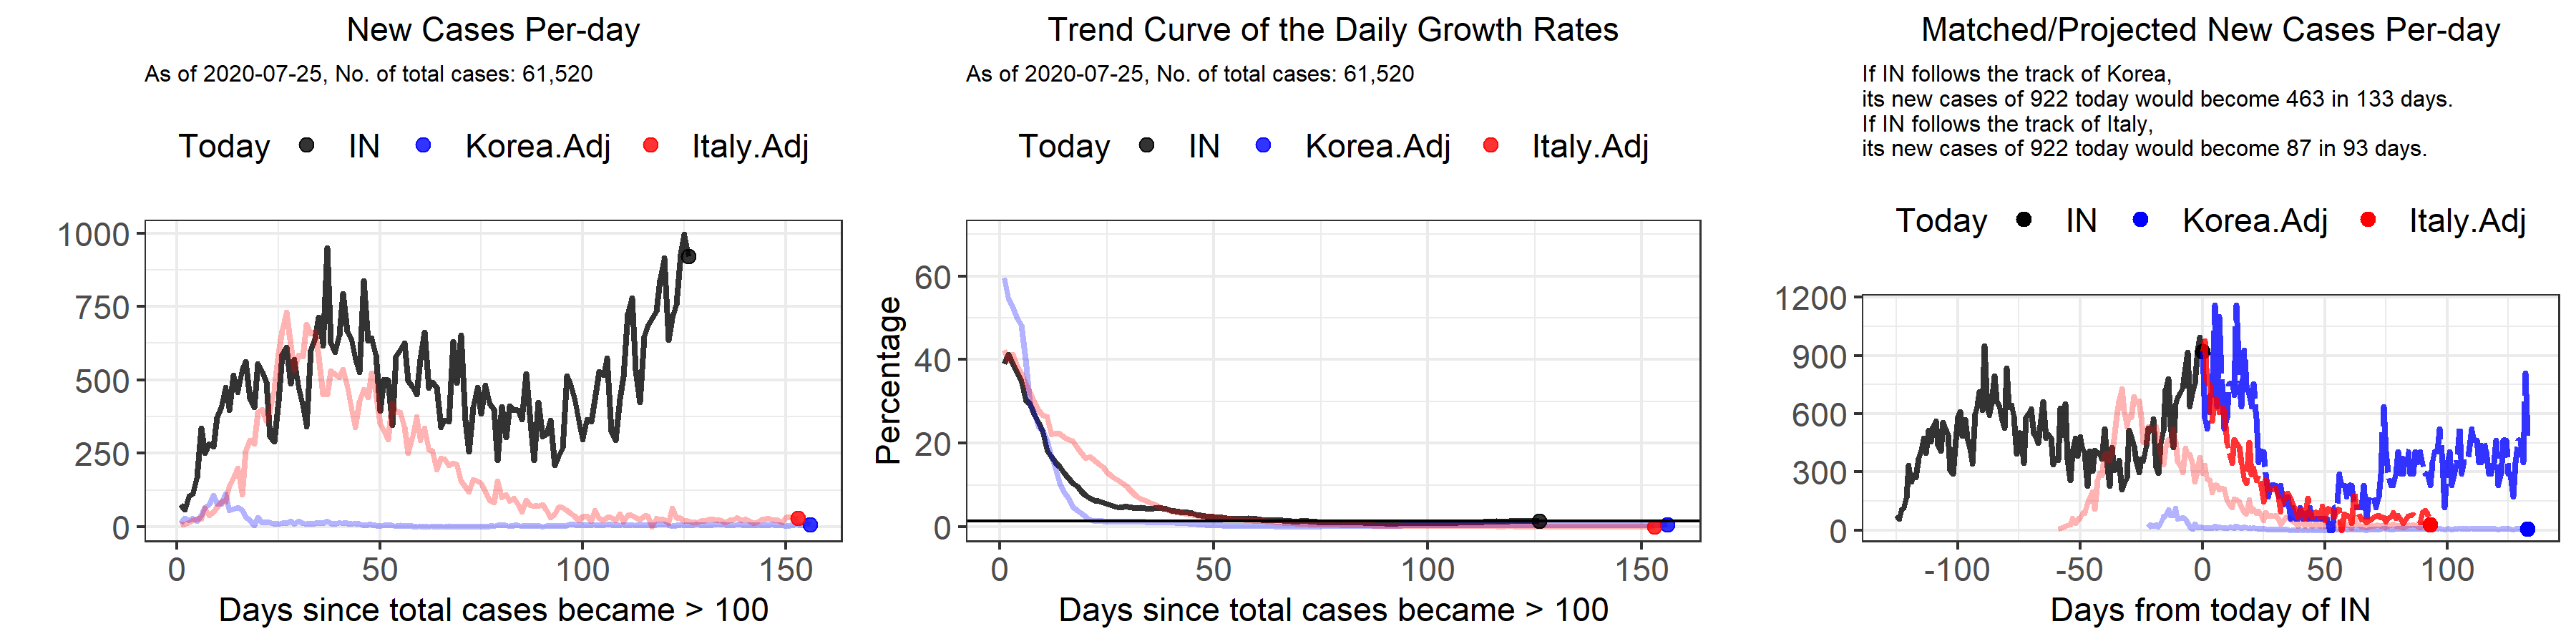 New Cases Per-day
As of 2020-07-25, No. of total cases: 61,520
Today IN Korea.Adj Italy.Adj
1000
750
500
250
0
0 50 100 150
Days since total cases became > 100
Trend Curve of the Daily Growth Rates
As of 2020-07-25, No. of total cases: 61,520
Today IN Korea.Adj Italy.Adj
Percentage
60
40
20
0
0 50 100 150
Days since total cases became > 100
Matched/Projected New Cases Per-day
If IN follows the track of Korea,
its new cases of 922 today would become 463 in 133 days.
If IN follows the track of Italy,
its new cases of 922 today would become 87 in 93 days.
Today IN Korea.Adj Italy.Adj
1200
900
600
300
0
-100 -50 0 50 100
Days from today of IN